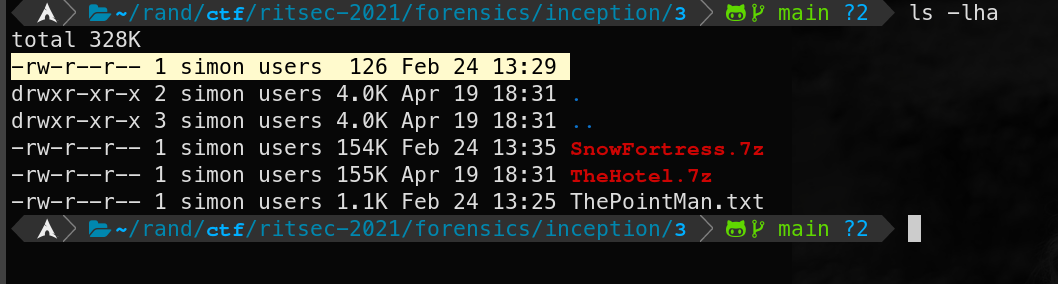 ~/rand/ctf/ritsec-2021/forensics/inception/3 main ?2 ls -lha
total 328K
-rw-r--r-- 1 simon users  126 Feb 24 13:29
drwxr-xr-x 2 simon users 4.0K Apr 19 18:31 .
drwxr-xr-x 3 simon users 4.0K Apr 19 18:31 ..
-rw-r--r-- 1 simon users 154K Feb 24 13:35 SnowFortress.7z
-rw-r--r-- 1 simon users 155K Apr 19 18:31 TheHotel.7z
-rw-r--r-- 1 simon users 1.1K Feb 24 13:25 ThePointMan.txt
~/rand/ctf/ritsec-2021/forensics/inception/3 main ?2